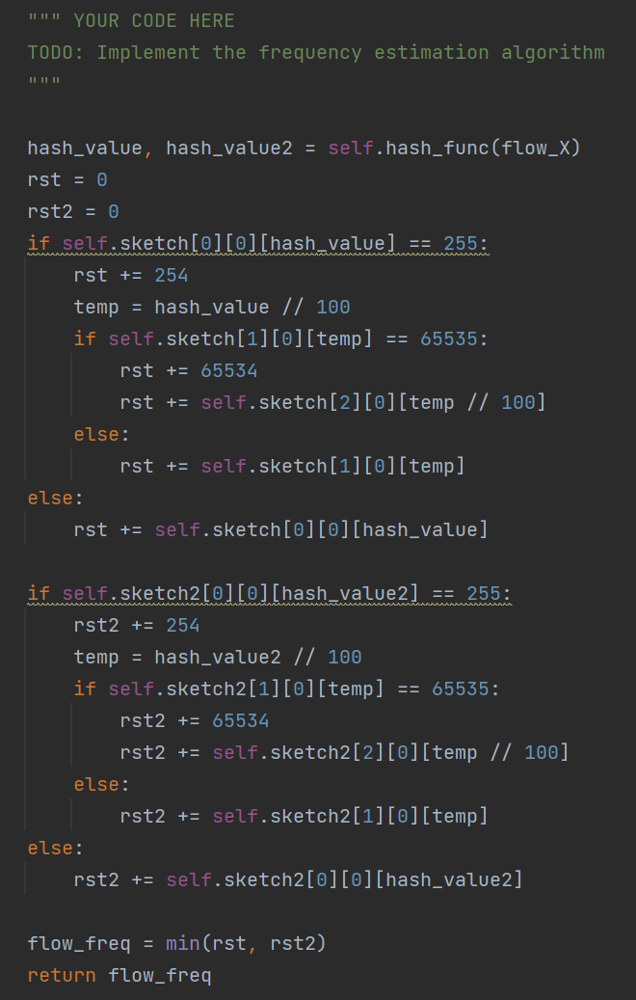 """ YOUR CODE HERE
TODO: Implement the frequency estimation algorithm
"""
hash_value, hash_value2 = self.hash_func(flow_X)
rst = 0
rst2 = 0
if self.sketch[0][0][hash_value] == 255:
    rst += 254
    temp = hash_value // 100
    if self.sketch[1][0][temp] == 65535:
        rst += 65534
        rst += self.sketch[2][0][temp // 100]
    else:
        rst += self.sketch[1][0][temp]
else:
    rst += self.sketch[0][0][hash_value]
if self.sketch2[0][0][hash_value2] == 255:
    rst2 += 254
    temp = hash_value2 // 100
    if self.sketch2[1][0][temp] == 65535:
        rst2 += 65534
        rst2 += self.sketch2[2][0][temp // 100]
    else:
        rst2 += self.sketch2[1][0][temp]
else:
    rst2 += self.sketch2[0][0][hash_value2]
flow_freq = min(rst, rst2)
return flow_freq